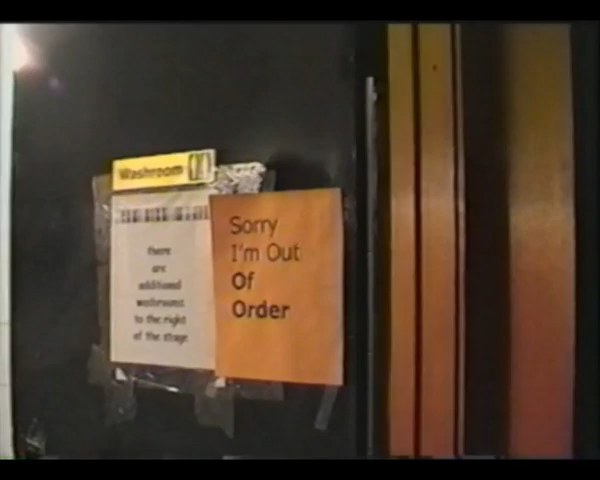 Washroom
there
are
additional
washrooms
to the right
of the stage
Sorry
I'm Out
Of
Order